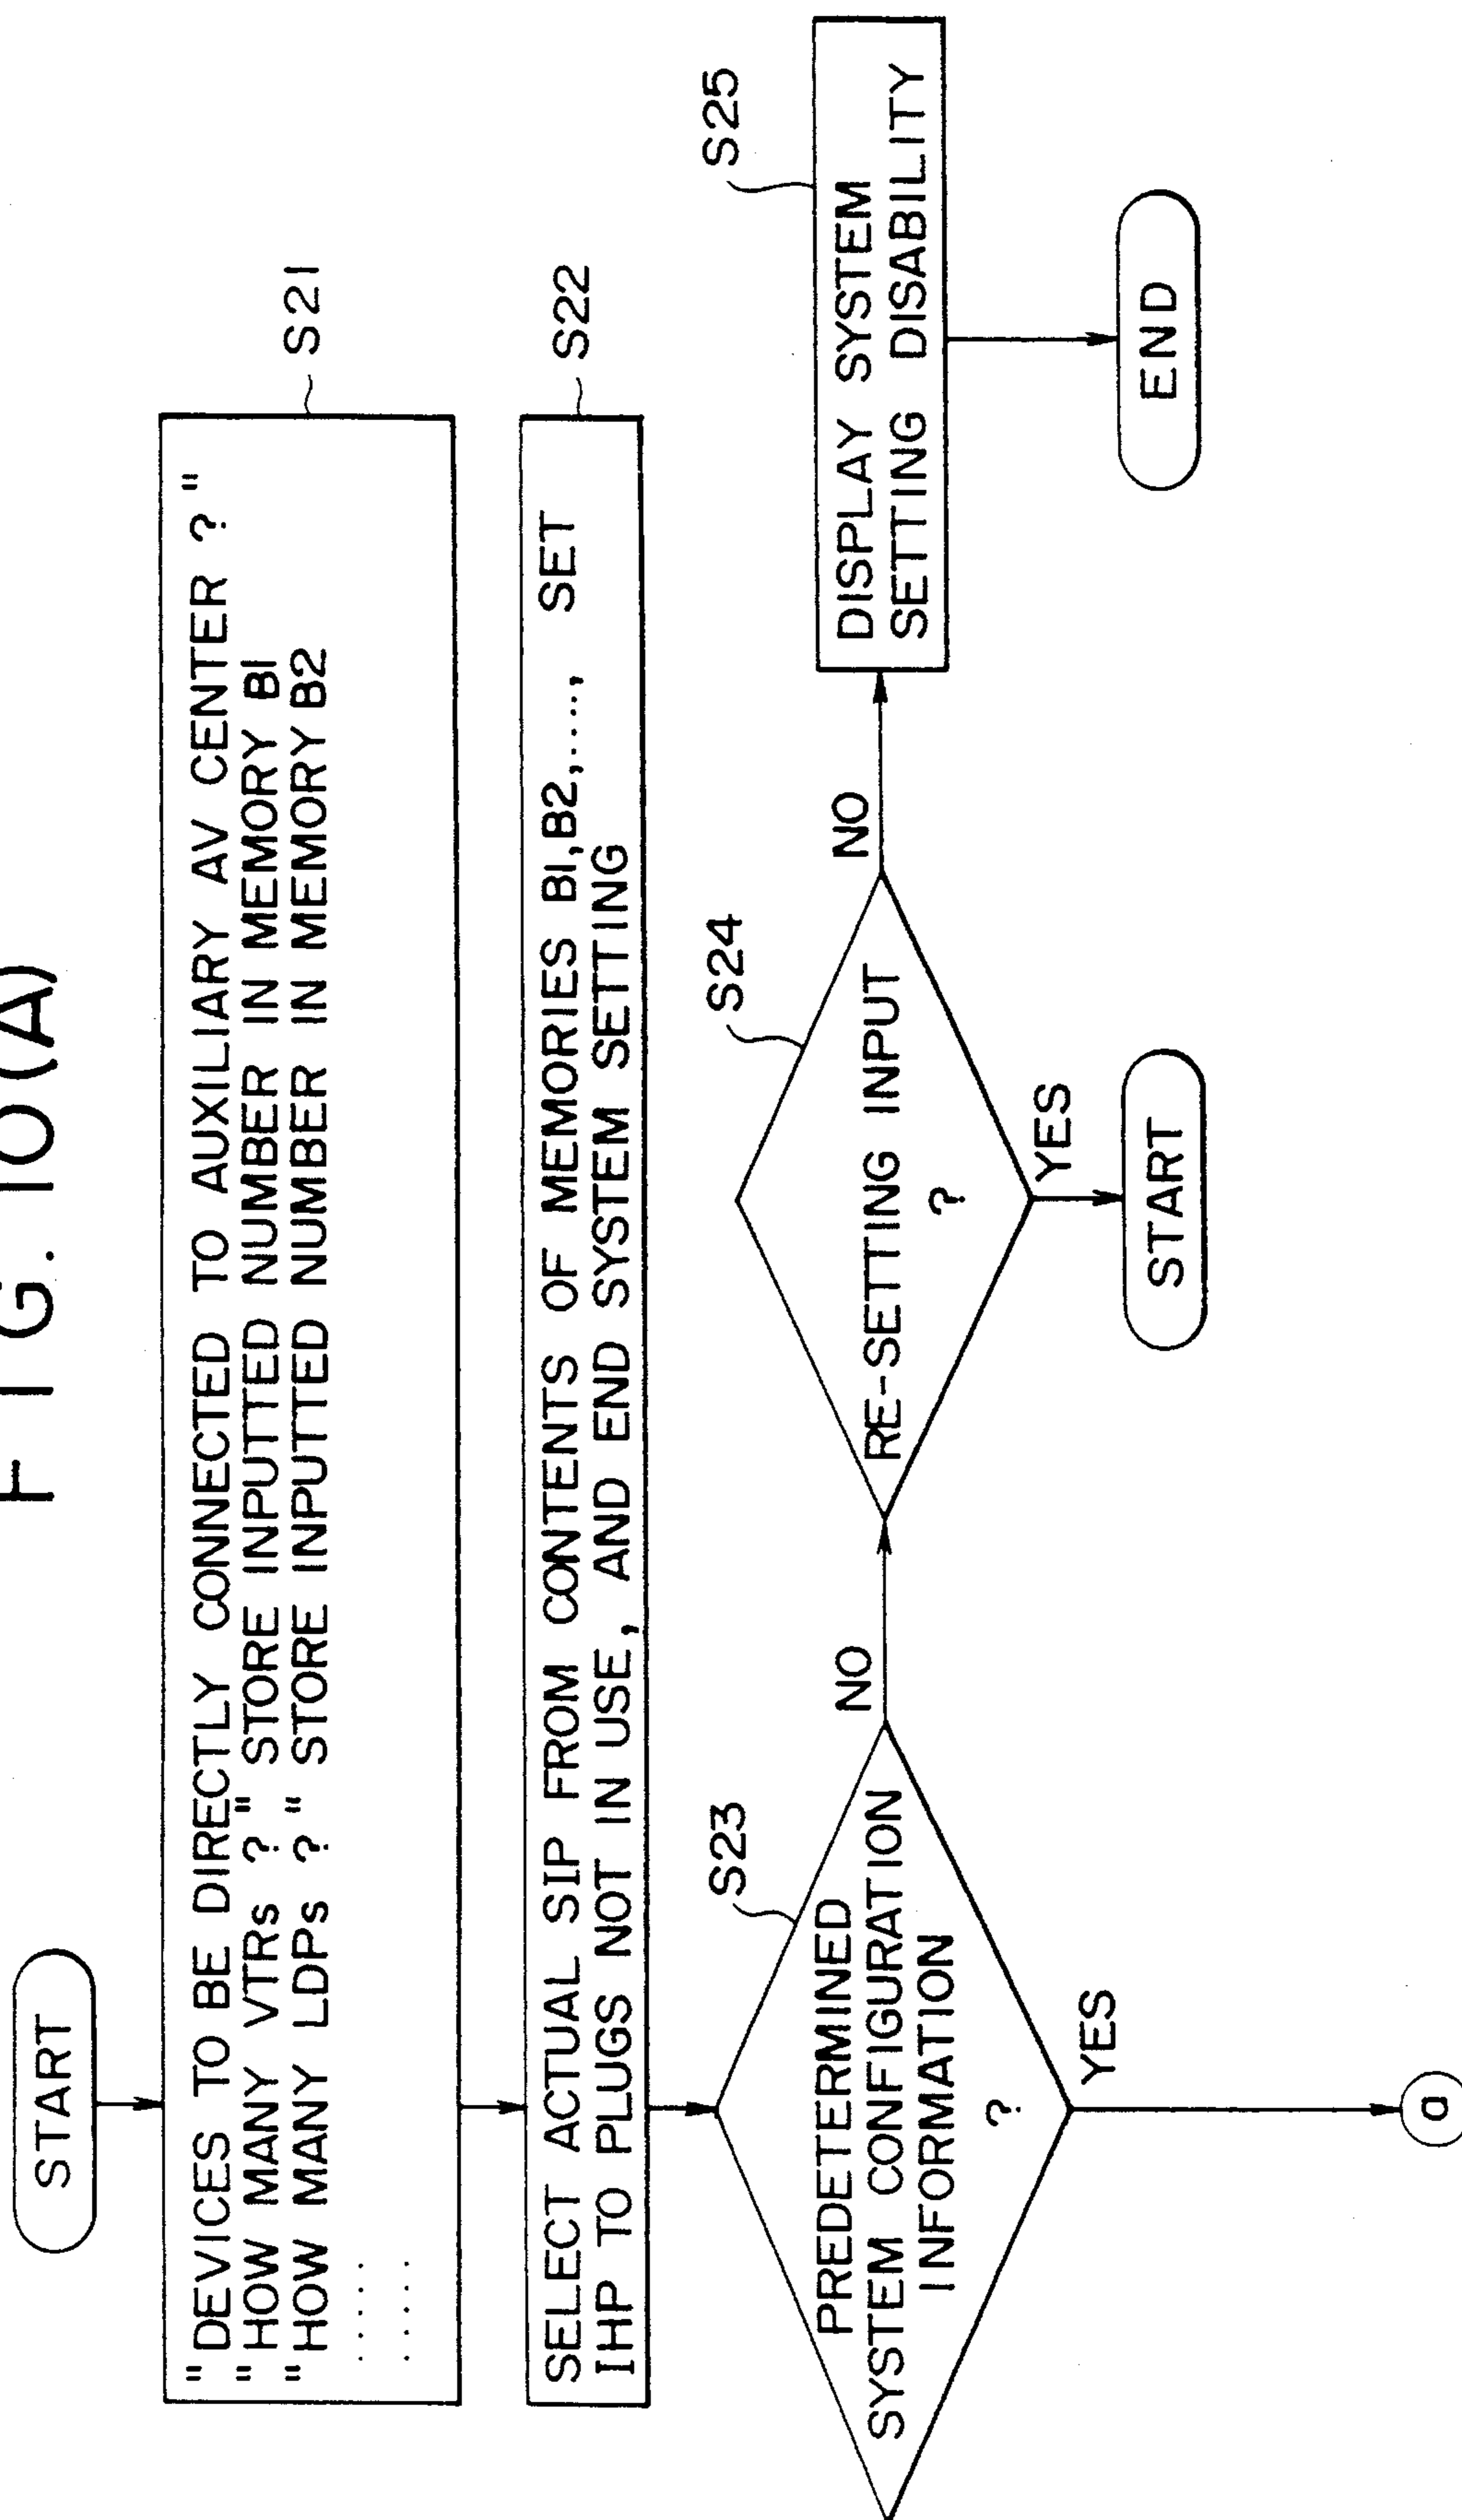 FIG. 10(A)
START
"DEVICES TO BE DIRECTLY CONNECTED TO AUXILIARY AV CENTER ?"
"HOW MANY VTRs ?" STORE INPUTTED NUMBER IN MEMORY B1
"HOW MANY LDPs ?" STORE INPUTTED NUMBER IN MEMORY B2
.....
.....
S21
SELECT ACTUAL SIP FROM CONTENTS OF MEMORIES B1,B2,...., SET
IHP TO PLUGS NOT IN USE, AND END SYSTEM SETTING
S22
S23
PREDETERMINED
SYSTEM CONFIGURATION
INFORMATION
?
NO
YES
a
S24
RE-SETTING INPUT
?
NO
YES
START
S25
DISPLAY SYSTEM
SETTING DISABILITY
END